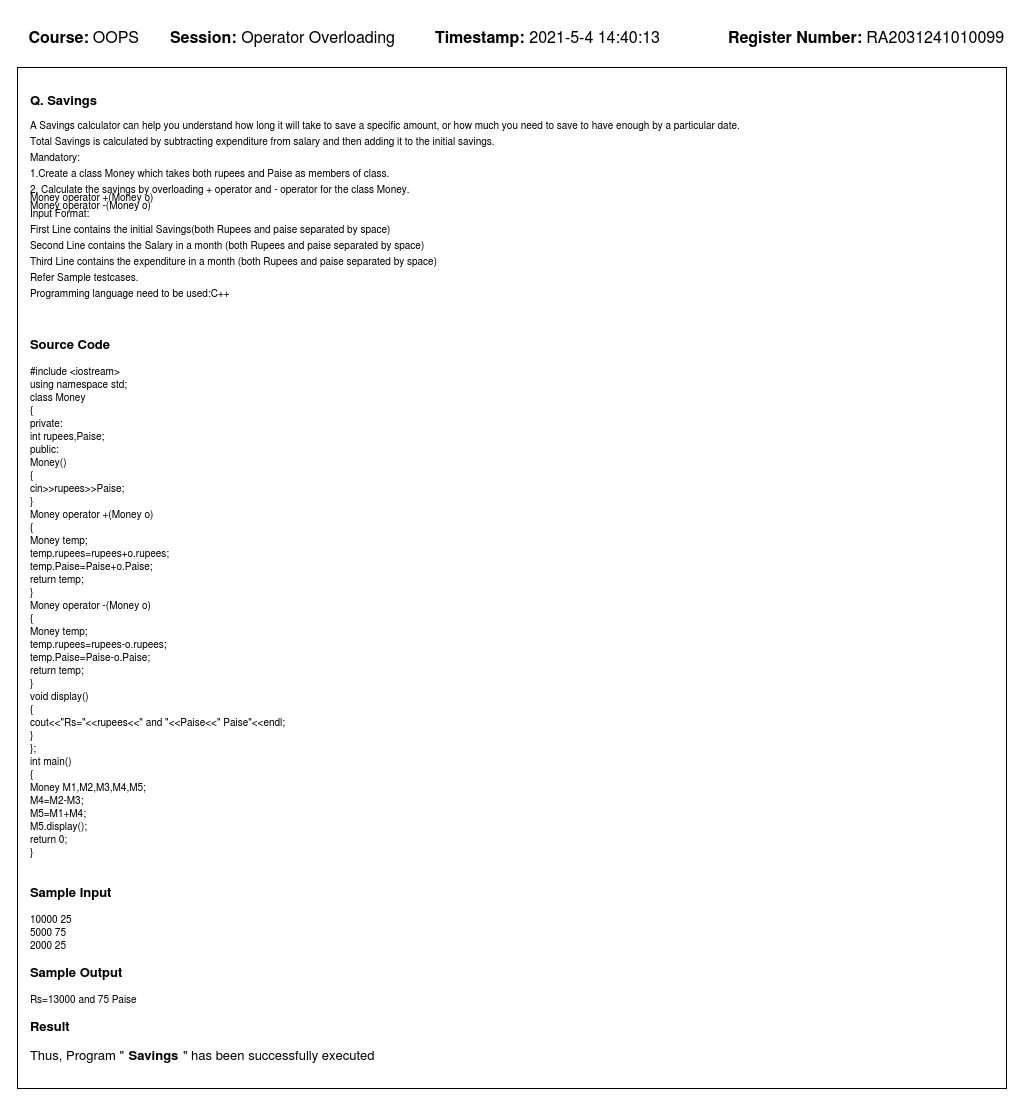 Course: OOPS Session: Operator Overloading Timestamp: 2021-5-4 14:40:13 Register Number: RA2031241010099
Q. Savings
A Savings calculator can help you understand how long it will take to save a specific amount, or how much you need to save to have enough by a particular date.
Total Savings is calculated by subtracting expenditure from salary and then adding it to the initial savings.
Mandatory:
1.Create a class Money which takes both rupees and Paise as members of class.
2. Calculate the savings by overloading + operator and - operator for the class Money.
Money operator +(Money o)
Money operator -(Money o)
Input Format:
First Line contains the initial Savings(both Rupees and paise separated by space)
Second Line contains the Salary in a month (both Rupees and paise separated by space)
Third Line contains the expenditure in a month (both Rupees and paise separated by space)
Refer Sample testcases.
Programming language need to be used:C++
Source Code
#include <iostream>
using namespace std;
class Money
{
private:
int rupees,Paise;
public:
Money()
{
cin>>rupees>>Paise;
}
Money operator +(Money o)
{
Money temp;
temp.rupees=rupees+o.rupees;
temp.Paise=Paise+o.Paise;
return temp;
}
Money operator -(Money o)
{
Money temp;
temp.rupees=rupees-o.rupees;
temp.Paise=Paise-o.Paise;
return temp;
}
void display()
{
cout<<"Rs="<<rupees<<" and "<<Paise<<" Paise"<<endl;
}
};
int main()
{
Money M1,M2,M3,M4,M5;
M4=M2-M3;
M5=M1+M4;
M5.display();
return 0;
}
Sample Input
10000 25
5000 75
2000 25
Sample Output
Rs=13000 and 75 Paise
Result
Thus, Program " Savings " has been successfully executed